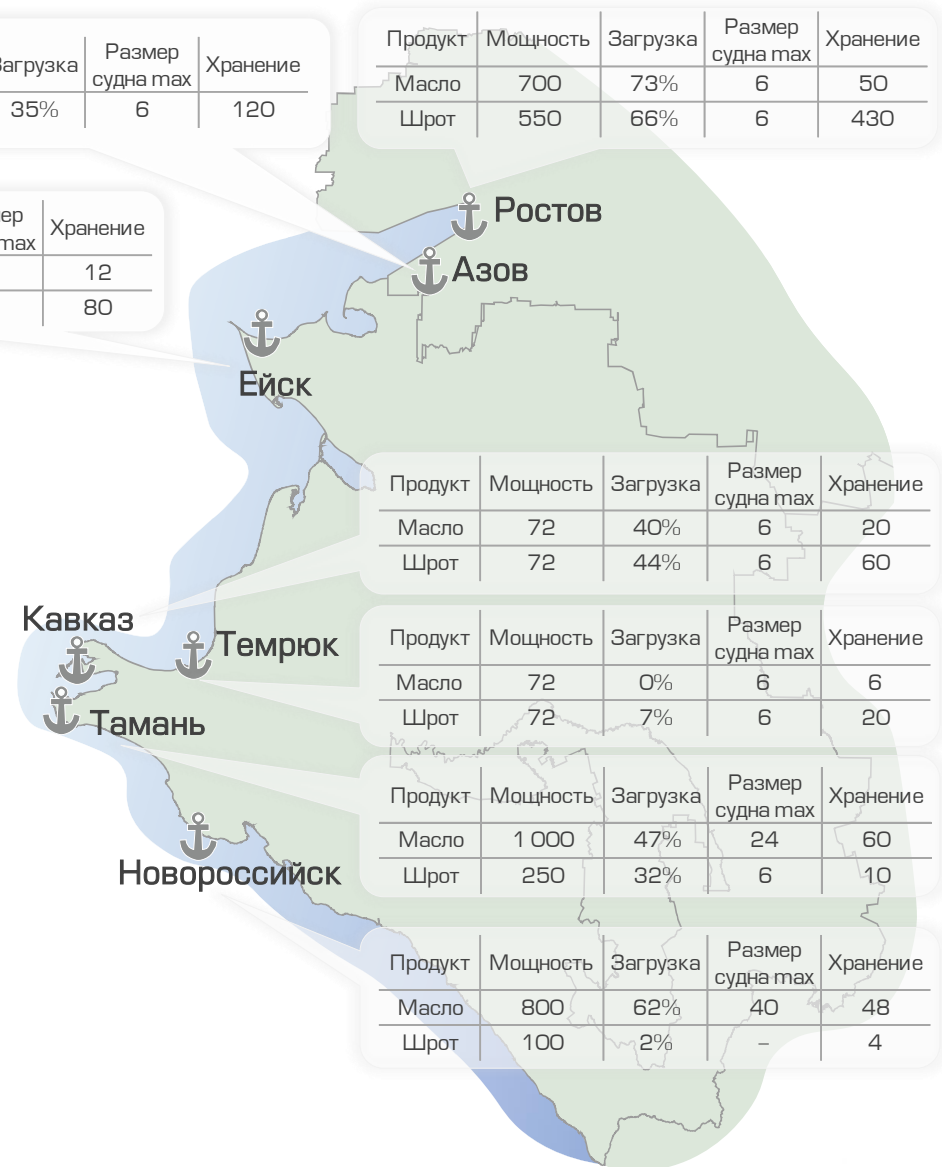 Загрузка Размер судна max Хранение
35% 6 120
Продукт Мощность Загрузка Размер судна max Хранение
Масло 700 73% 6 50
Шрот 550 66% 6 430
Хранение
max
12
80
Ростов
Азов
Ейск
Продукт Мощность Загрузка Размер судна max Хранение
Масло 72 40% 6 20
Шрот 72 44% 6 60
Кавказ
Темрюк
Продукт Мощность Загрузка Размер судна max Хранение
Масло 72 0% 6 6
Шрот 72 7% 6 20
Тамань
Продукт Мощность Загрузка Размер судна max Хранение
Масло 1 000 47% 24 60
Шрот 250 32% 6 10
Новороссийск
Продукт Мощность Загрузка Размер судна max Хранение
Масло 800 62% 40 48
Шрот 100 2% – 4